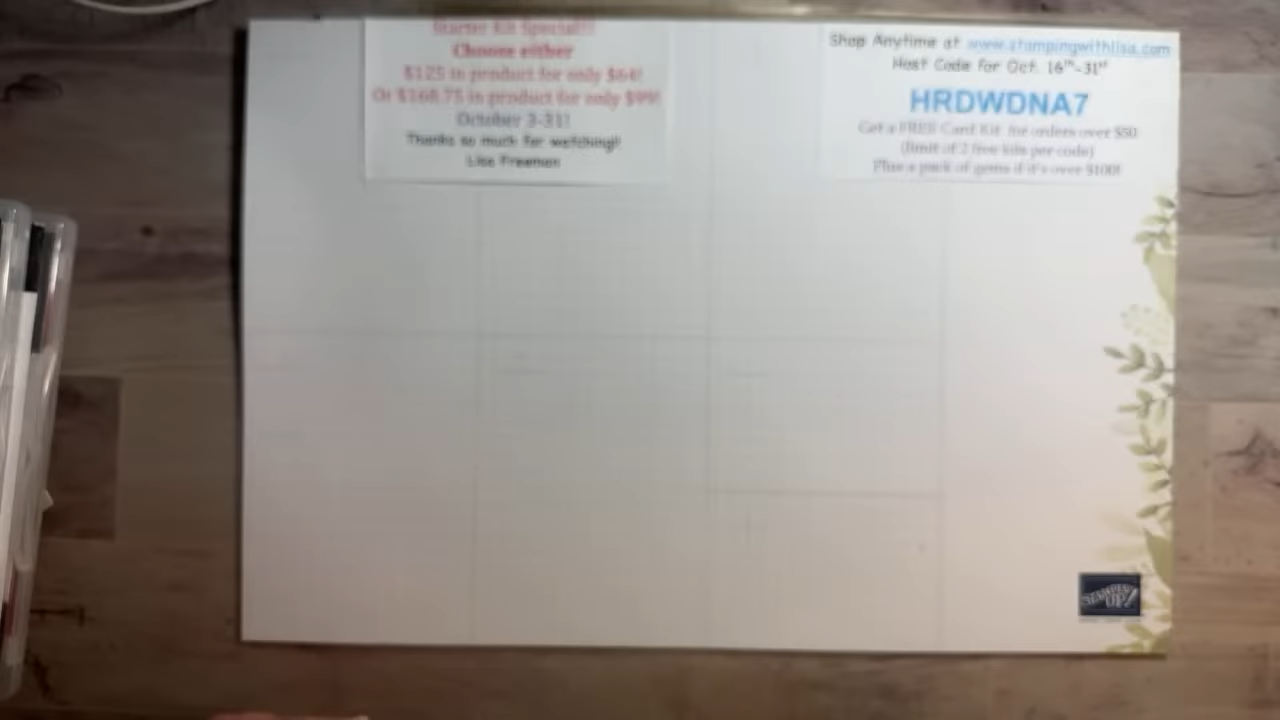 Starter Kit Special!!!
Choose either
$125 in product for only $64!
Or $168.75 in product for only $99!
October 3-31!
Thanks so much for watching!!
Lisa Freeman
Shop Anytime at www.stampingwithlisa.com
Host Code for Oct. 16th-31st
HRDWDNA7
Get a FREE Card Kit for orders over $50
(limit of 2 free kits per code)
Plus a pack of gems if it's over $100!
STAMPIN' UP!